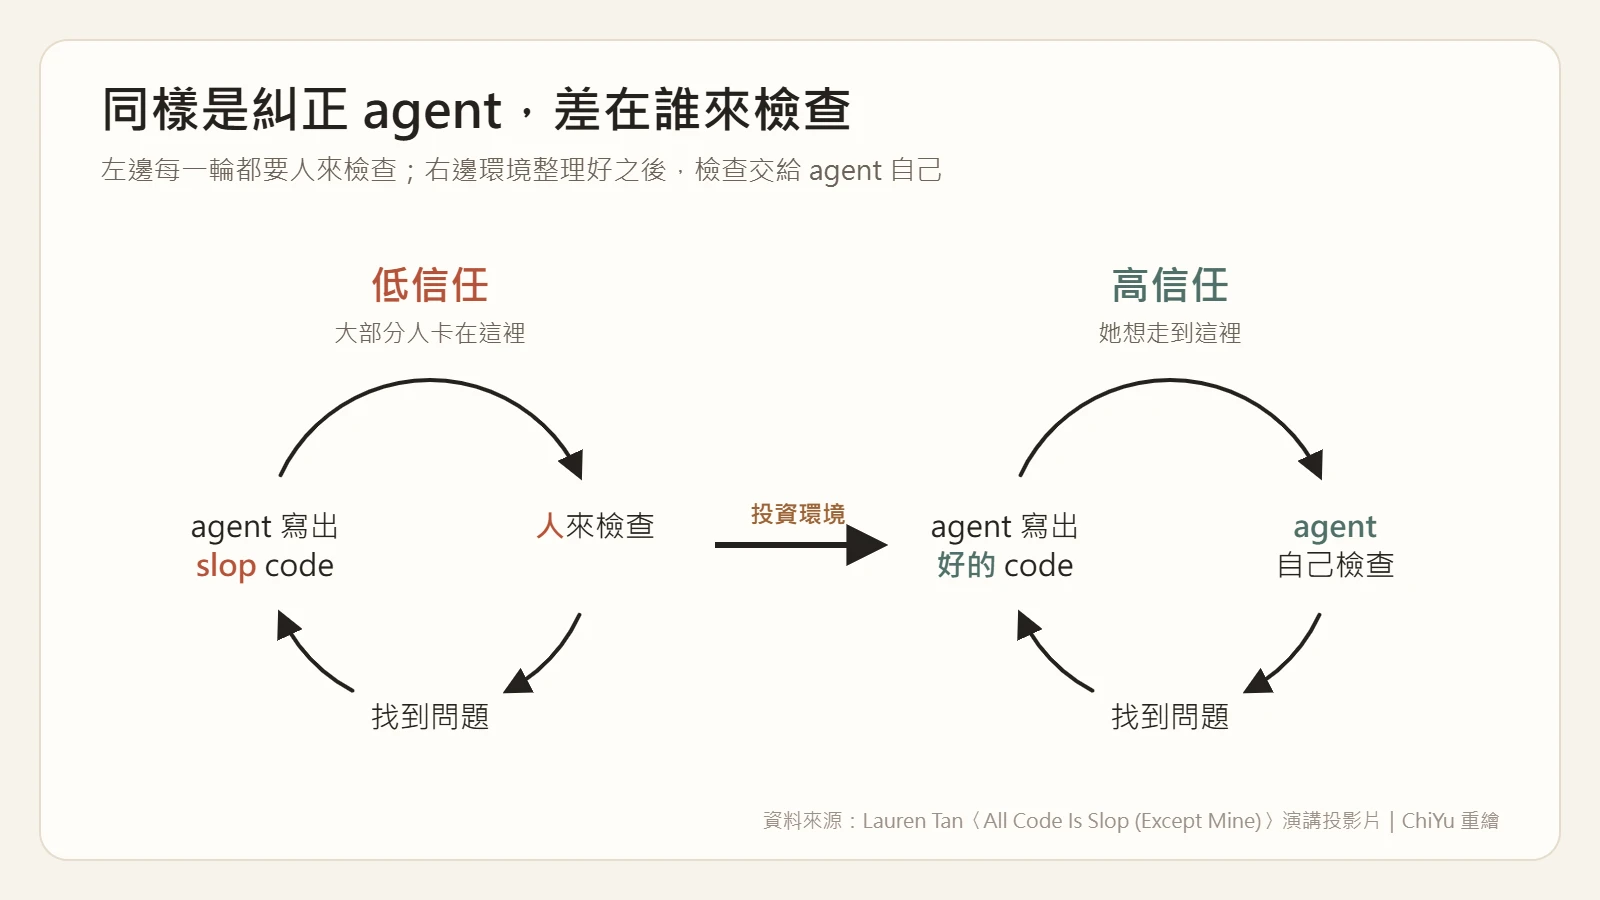 同樣是糾正 agent，差在誰來檢查
左邊每一輪都要人來檢查；右邊環境整理好之後，檢查交給 agent 自己
低信任
大部分人卡在這裡
agent 寫出
slop code
人來檢查
找到問題
投資環境
高信任
她想走到這裡
agent 寫出
好的 code
agent
自己檢查
找到問題
資料來源：Lauren Tan〈All Code Is Slop (Except Mine)〉演講投影片｜ChiYu 重繪